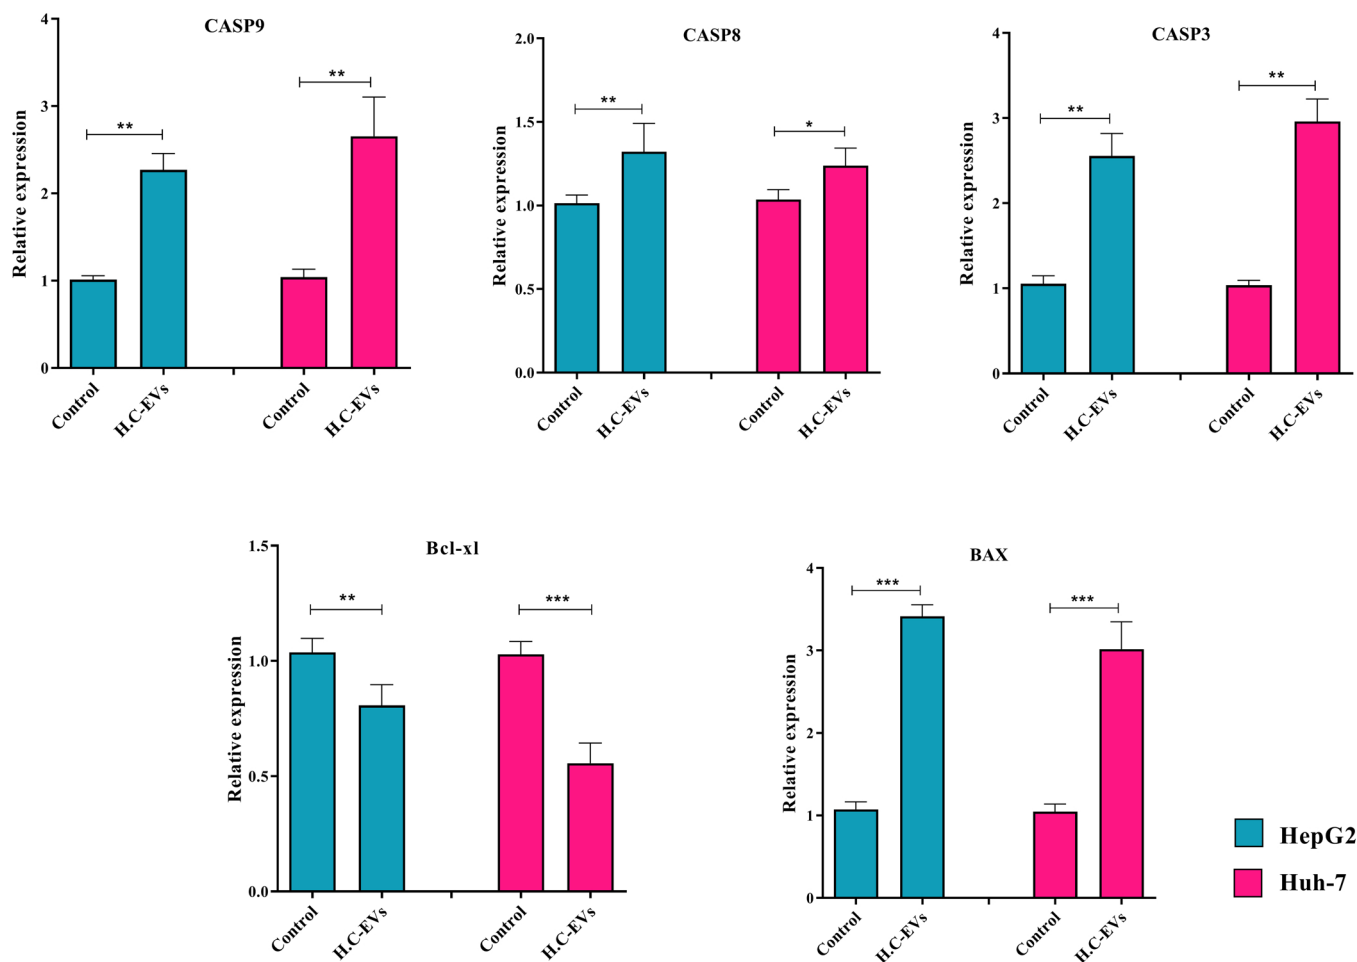 CASP9
Relative expression
4
3
2
1
0
**
**
Control
H.C-EVs
Control
H.C-EVs
CASP8
Relative expression
2.0
1.5
1.0
0.5
0.0
**
*
Control
H.C-EVs
Control
H.C-EVs
CASP3
Relative expression
4
3
2
1
0
**
**
Control
H.C-EVs
Control
H.C-EVs
Bcl-xl
Relative expression
1.5
1.0
0.5
0.0
**
***
Control
H.C-EVs
Control
H.C-EVs
BAX
Relative expression
4
3
2
1
0
***
***
Control
H.C-EVs
Control
H.C-EVs
HepG2
Huh-7